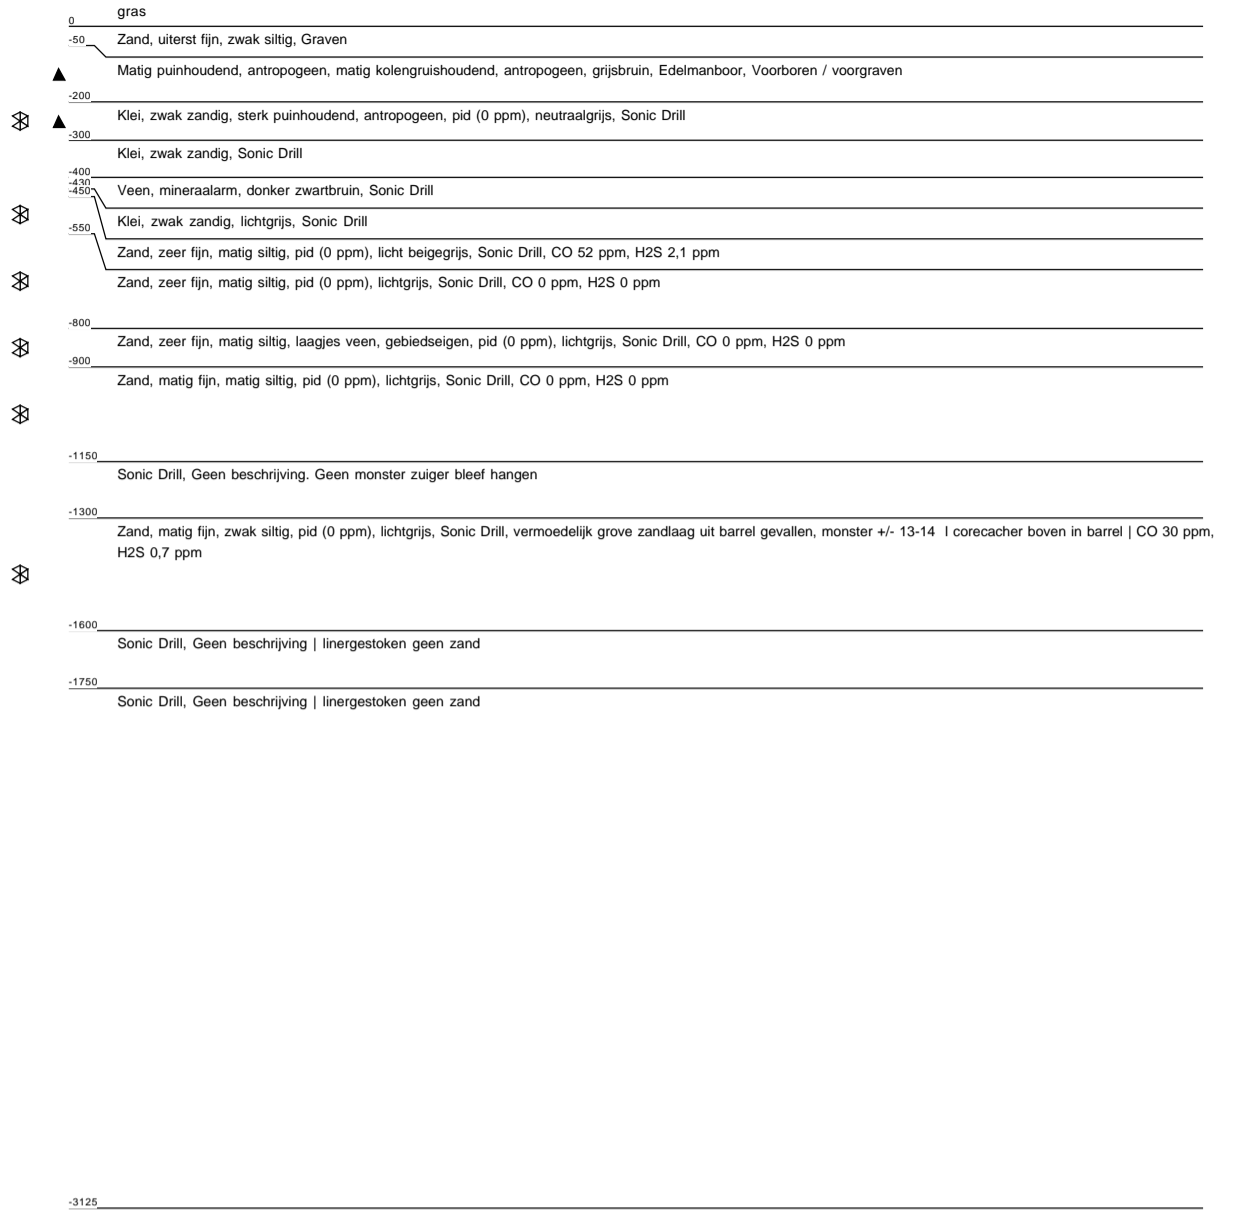 gras
0
Zand, uiterst fijn, zwak siltig, Graven
-50
Matig puinhoudend, antropogeen, matig kolengruishoudend, antropogeen, grijsbruin, Edelmanboor, Voorboren / voorgraven
-200
Klei, zwak zandig, sterk puinhoudend, antropogeen, pid (0 ppm), neutraalgrijs, Sonic Drill
-300
Klei, zwak zandig, Sonic Drill
-400
-430
-450
Veen, mineraalarm, donker zwartbruin, Sonic Drill
Klei, zwak zandig, lichtgrijs, Sonic Drill
-550
Zand, zeer fijn, matig siltig, pid (0 ppm), licht beigegrijs, Sonic Drill, CO 52 ppm, H2S 2,1 ppm
Zand, zeer fijn, matig siltig, pid (0 ppm), lichtgrijs, Sonic Drill, CO 0 ppm, H2S 0 ppm
-800
Zand, zeer fijn, matig siltig, laagjes veen, gebiedseigen, pid (0 ppm), lichtgrijs, Sonic Drill, CO 0 ppm, H2S 0 ppm
-900
Zand, matig fijn, matig siltig, pid (0 ppm), lichtgrijs, Sonic Drill, CO 0 ppm, H2S 0 ppm
-1150
Sonic Drill, Geen beschrijving. Geen monster zuiger bleef hangen
-1300
Zand, matig fijn, zwak siltig, pid (0 ppm), lichtgrijs, Sonic Drill, vermoedelijk grove zandlaag uit barrel gevallen, monster +/- 13-14 I corecacher boven in barrel | CO 30 ppm,
H2S 0,7 ppm
-1600
Sonic Drill, Geen beschrijving | linergestoken geen zand
-1750
Sonic Drill, Geen beschrijving | linergestoken geen zand
-3125